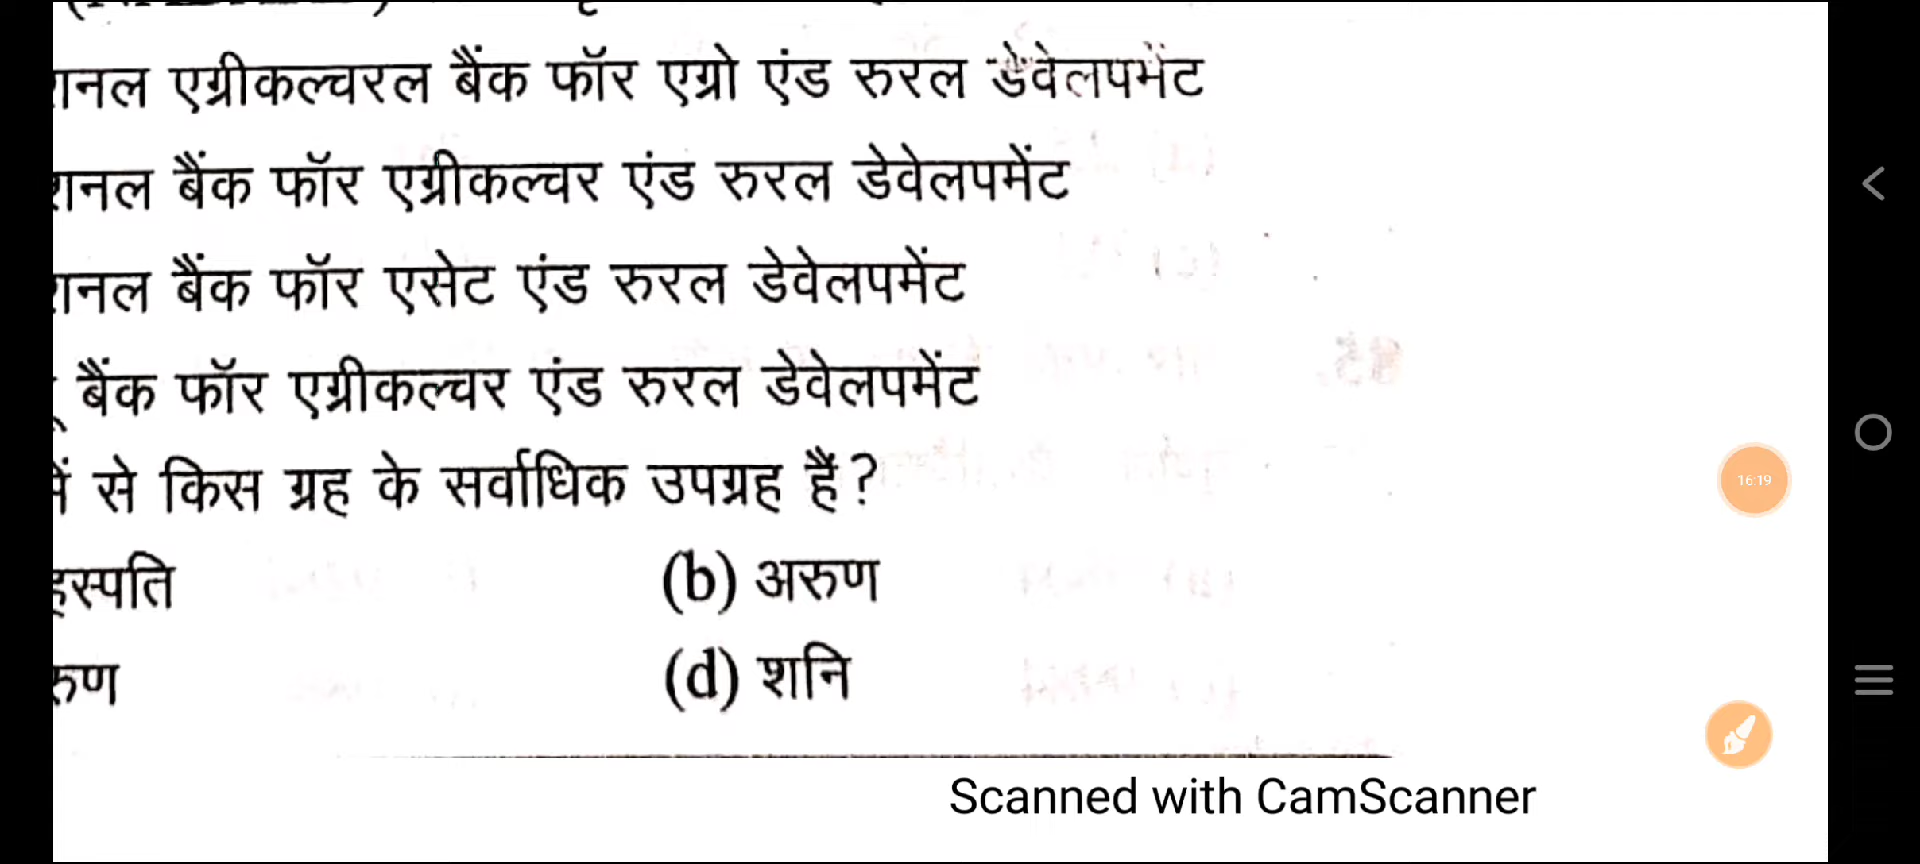 नल एग्रीकल्चरल बैंक फॉर एग्रो एंड रुरल डेवेलपमेंट
शनल बैंक फॉर एग्रीकल्चर एंड रुरल डेवेलपमेंट
नल बैंक फॉर एसेट एंड रुरल डेवेलपमेंट
बैंक फॉर एग्रीकल्चर एंड रुरल डेवेलपमेंट
में से किस ग्रह के सर्वाधिक उपग्रह हैं?
हस्पति (b) अरुण
रुण (d) शनि
16:19
Scanned with CamScanner